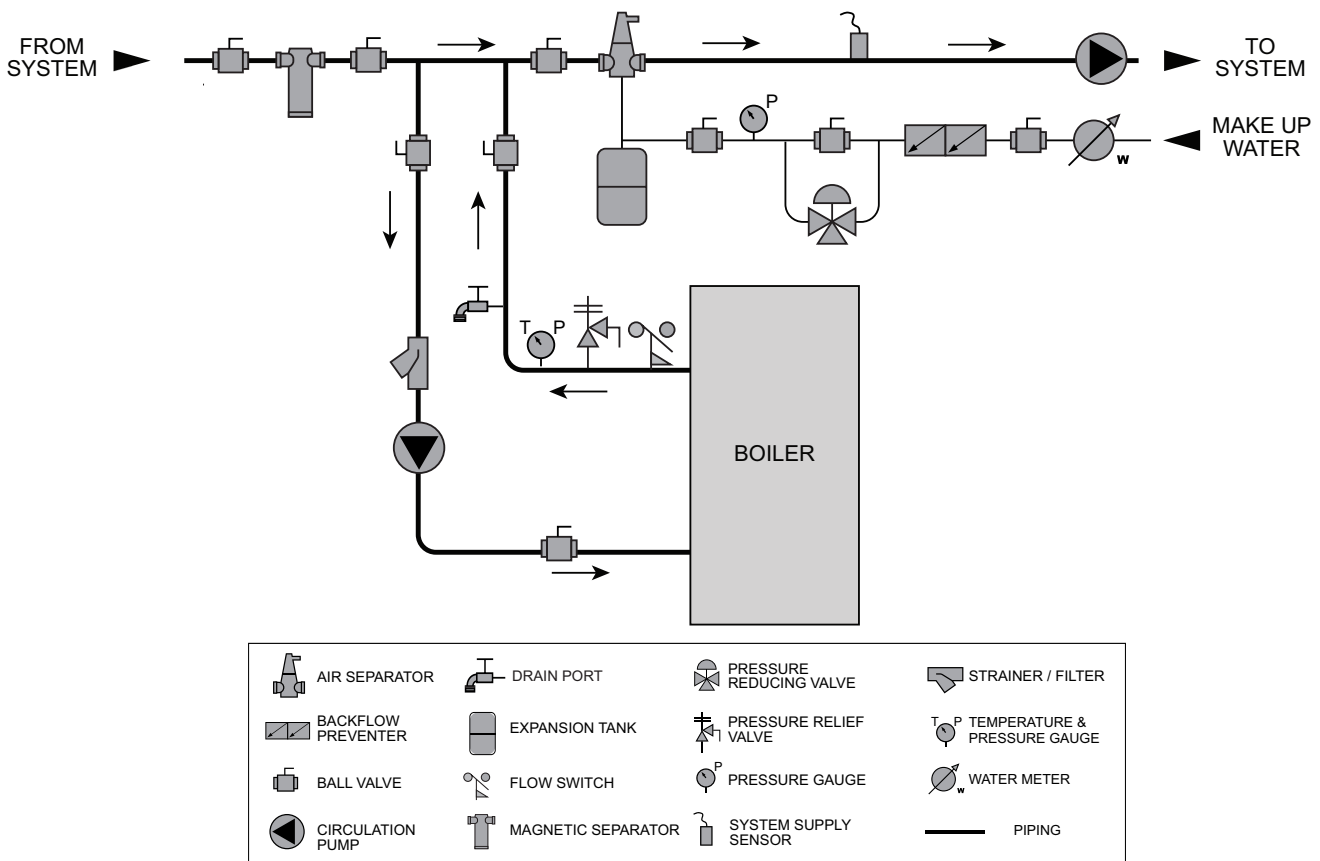 FROM
SYSTEM
TO
SYSTEM
P
MAKE UP
WATER
w
T P
BOILER
AIR SEPARATOR
DRAIN PORT
PRESSURE
REDUCING VALVE
STRAINER / FILTER
BACKFLOW
PREVENTER
EXPANSION TANK
PRESSURE RELIEF
VALVE
T P
TEMPERATURE &
PRESSURE GAUGE
BALL VALVE
FLOW SWITCH
P
PRESSURE GAUGE
w
WATER METER
CIRCULATION
PUMP
MAGNETIC SEPARATOR
SYSTEM SUPPLY
SENSOR
PIPING